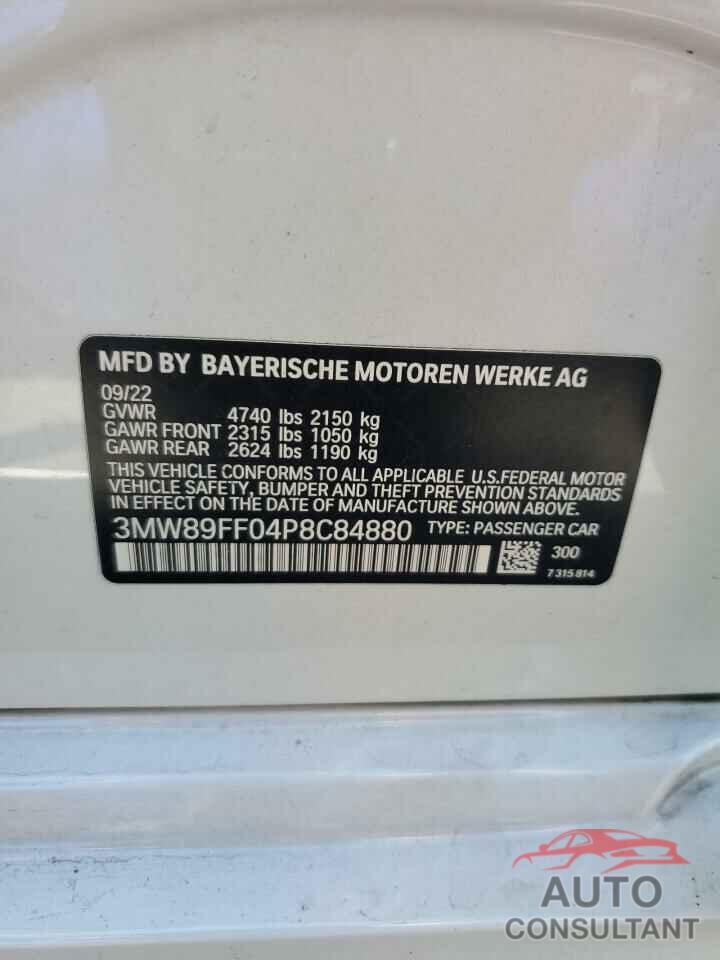 MFD BY BAYERISCHE MOTOREN WERKE AG
09/22
GVWR 4740 lbs 2150 kg
GAWR FRONT 2315 lbs 1050 kg
GAWR REAR 2624 lbs 1190 kg
THIS VEHICLE CONFORMS TO ALL APPLICABLE U.S.FEDERAL MOTOR
VEHICLE SAFETY, BUMPER AND THEFT PREVENTION STANDARDS
IN EFFECT ON THE DATE OF MANUFACTURE SHOWN ABOVE.
3MW89FF04P8C84880 TYPE: PASSENGER CAR
300
7 315 814
AUTO
CONSULTANT